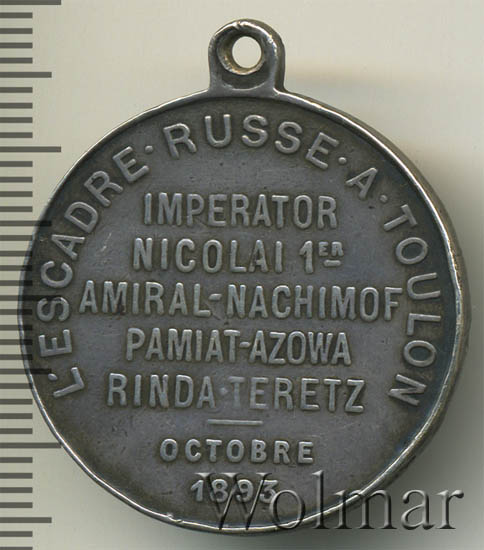 L'ESCADRE·RUSSE·A·TOULON
IMPERATOR
NICOLAI 1ER
AMIRAL-NACHIMOF
PAMIAT-AZOWA
RINDA·TERETZ
OCTOBRE
1893
Wolmar